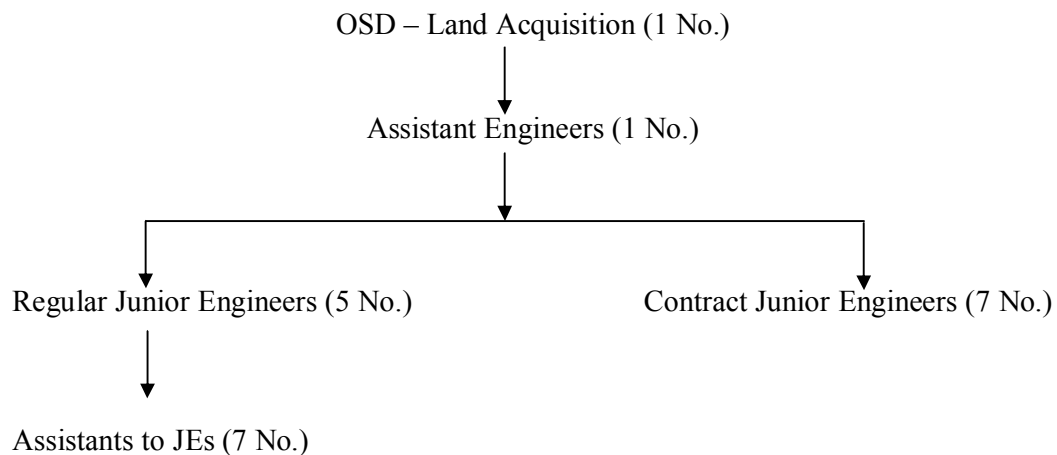 OSD – Land Acquisition (1 No.)
Assistant Engineers (1 No.)
Regular Junior Engineers (5 No.)
Contract Junior Engineers (7 No.)
Assistants to JEs (7 No.)